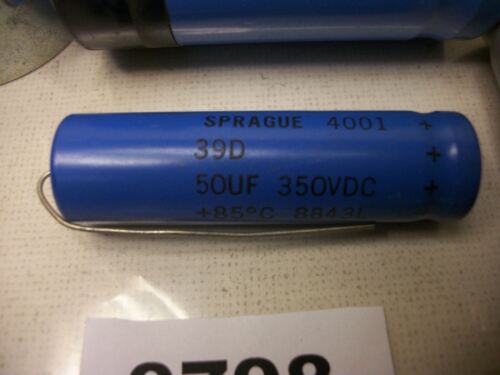 SPRAGUE 4001 +
39D +
50UF 350VDC +
+85°C 8843L